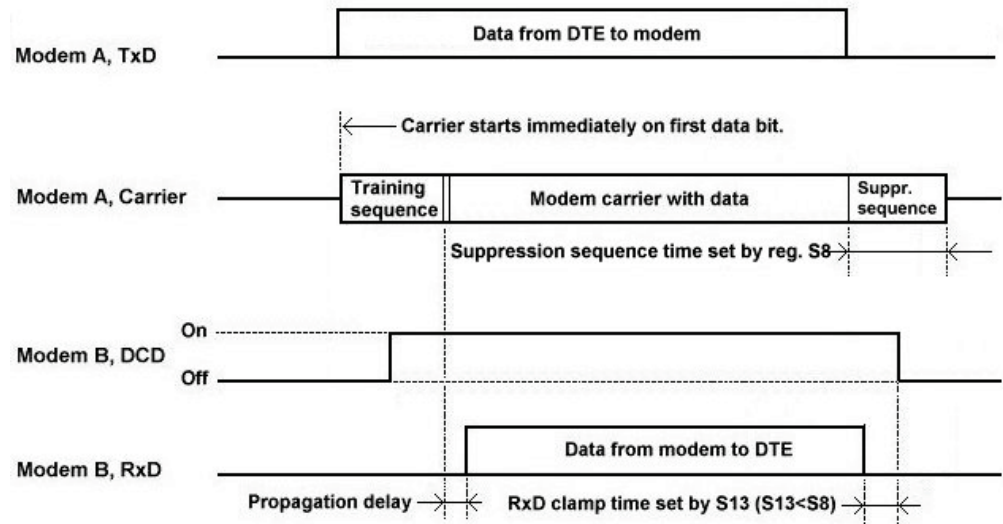 Data from DTE to modem
Modem A, TxD
Carrier starts immediately on first data bit.
Modem A, Carrier
Training
sequence
Modem carrier with data
Suppr.
sequence
Suppression sequence time set by reg. S8
On
Modem B, DCD
Off
Data from modem to DTE
Modem B, RxD
Propagation delay
RxD clamp time set by S13 (S13<S8)